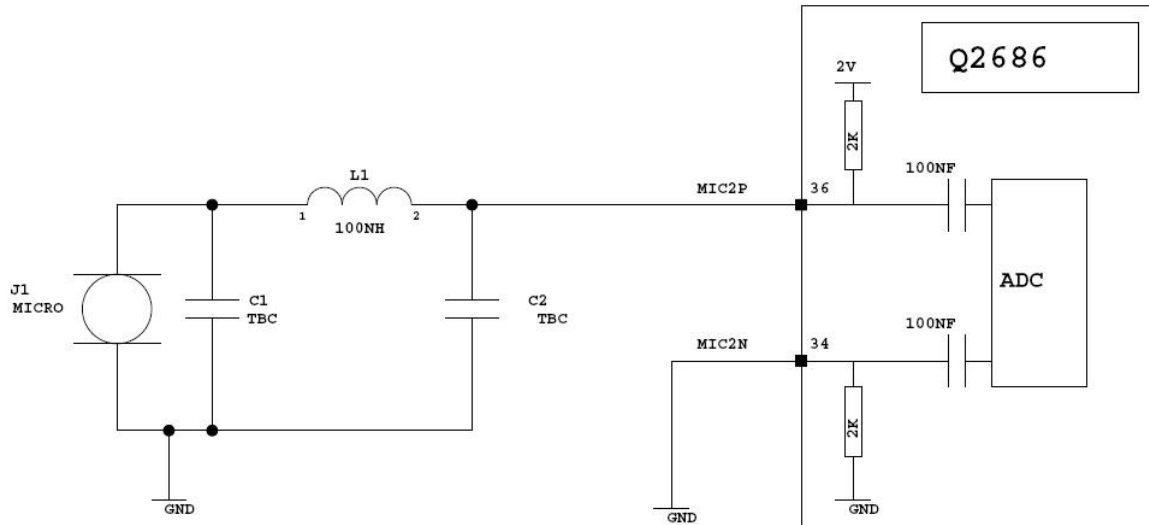 Q2686
2V
2K
L1
100NF
MIC2P
36
1
2
100NH
ADC
J1
MICRO
C1
TBC
C2
TBC
100NF
MIC2N
34
2K
GND
GND
GND